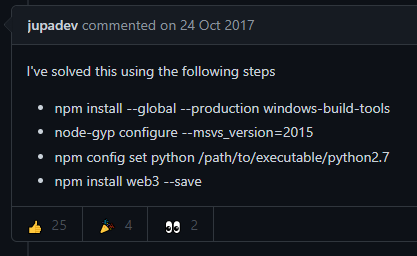 jupadev commented on 24 Oct 2017
I've solved this using the following steps
npm install --global --production windows-build-tools
node-gyp configure --msvs_version=2015
npm config set python /path/to/executable/python2.7
npm install web3 --save
👍 25 🎉 4 👀 2